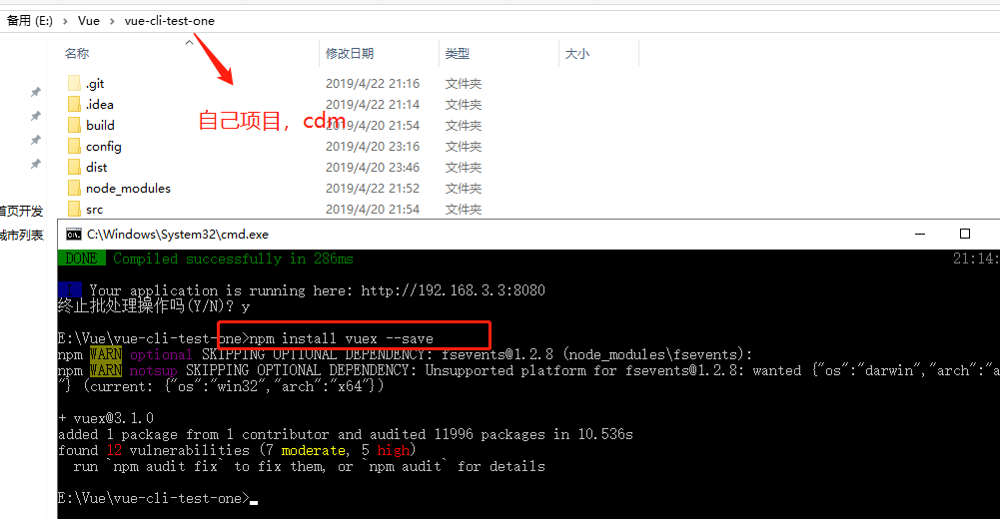 备用 (E:) › Vue › vue-cli-test-one
名称 修改日期 类型 大小
.git 2019/4/22 21:16 文件夹
.idea 2019/4/22 21:14 文件夹
自己项目，cdm
build 2019/4/20 21:54 文件夹
config 2019/4/20 23:16 文件夹
dist 2019/4/20 23:46 文件夹
node_modules 2019/4/22 21:52 文件夹
首页开发
src 2019/4/20 21:54 文件夹
城市列表
C:\Windows\System32\cmd.exe
DONE Compiled successfully in 286ms 21:14:
Your application is running here: http://192.168.3.3:8080
终止批处理操作吗(Y/N)? y
E:\Vue\vue-cli-test-one>npm install vuex --save
npm WARN optional SKIPPING OPTIONAL DEPENDENCY: fsevents@1.2.8 (node_modules\fsevents):
npm WARN notsup SKIPPING OPTIONAL DEPENDENCY: Unsupported platform for fsevents@1.2.8: wanted {"os":"darwin","arch":"a
"} (current: {"os":"win32","arch":"x64"})
+ vuex@3.1.0
added 1 package from 1 contributor and audited 11996 packages in 10.536s
found 12 vulnerabilities (7 moderate, 5 high)
run `npm audit fix` to fix them, or `npm audit` for details
E:\Vue\vue-cli-test-one>